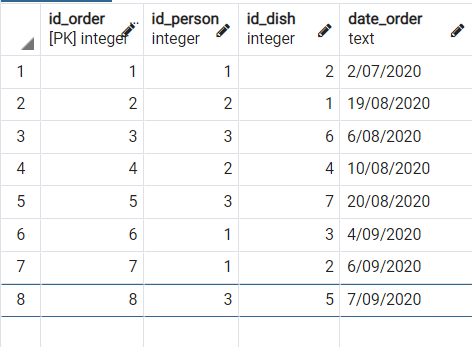 id_order id_person id_dish date_order
[PK] integer integer integer text
1 1 1 2 2/07/2020
2 2 2 1 19/08/2020
3 3 3 6 6/08/2020
4 4 2 4 10/08/2020
5 5 3 7 20/08/2020
6 6 1 3 4/09/2020
7 7 1 2 6/09/2020
8 8 3 5 7/09/2020